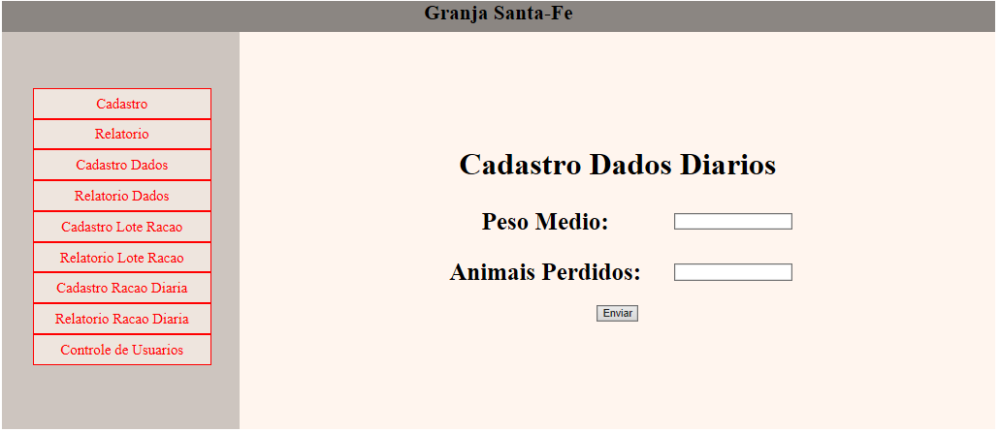 Granja Santa-Fe
Cadastro
Relatorio
Cadastro Dados
Relatorio Dados
Cadastro Lote Racao
Relatorio Lote Racao
Cadastro Racao Diaria
Relatorio Racao Diaria
Controle de Usuarios
Cadastro Dados Diarios
Peso Medio:
Animais Perdidos:
Enviar